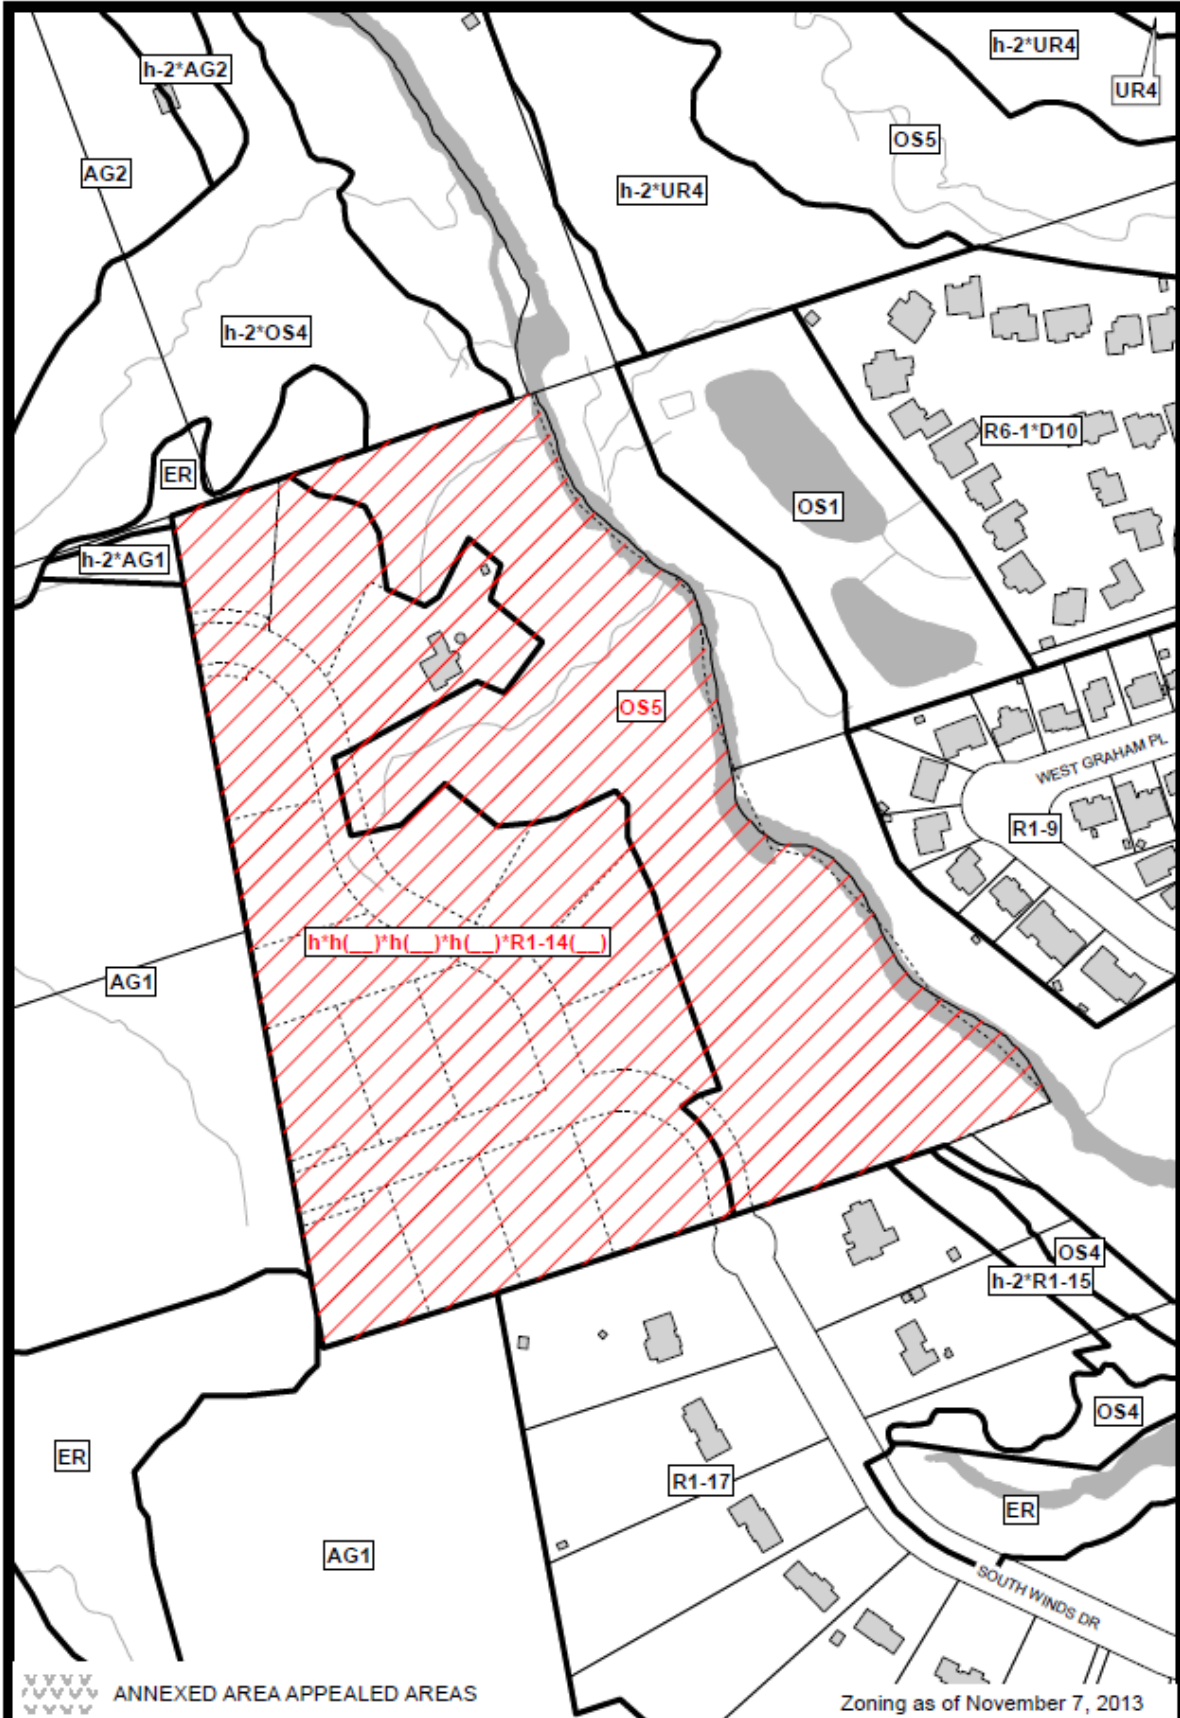 h-2*UR4
h-2*AG2
UR4
OS5
AG2
h-2*UR4
h-2*OS4
R6-1*D10
ER
OS1
h-2*AG1
OS5
WEST GRAHAM PL
R1-9
h*h(__)*h(__)*h(__)*R1-14(__)
AG1
OS4
h-2*R1-15
OS4
ER
R1-17
ER
AG1
SOUTH WINDS DR
ANNEXED AREA APPEALED AREAS
Zoning as of November 7, 2013